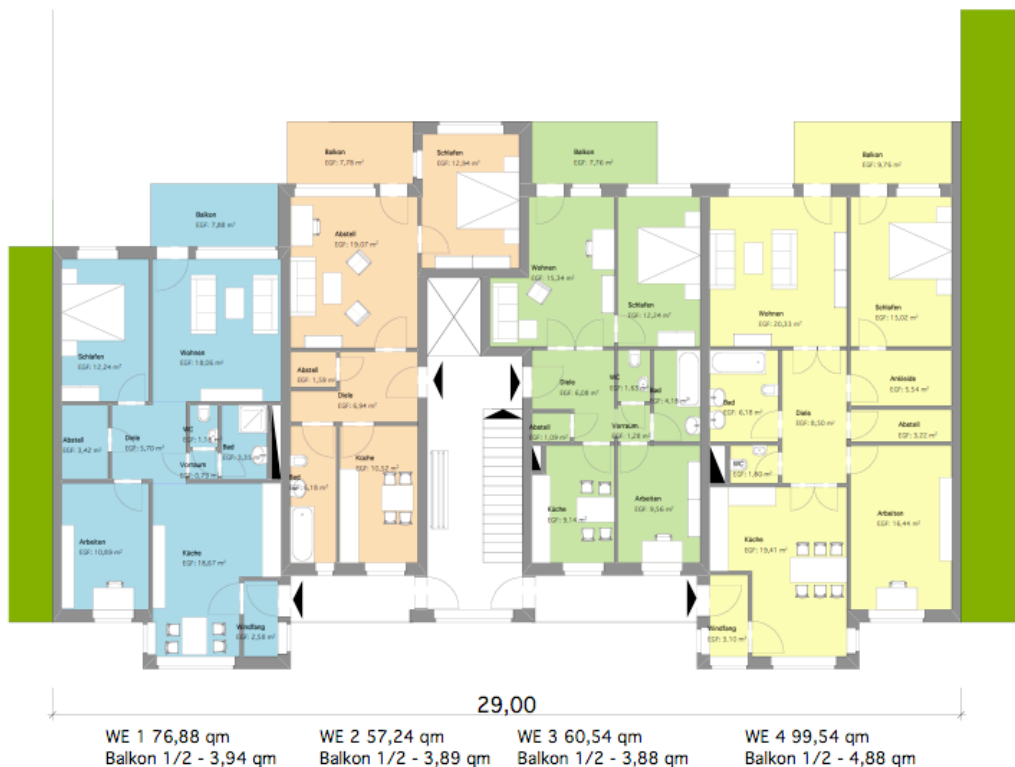 Balkon
EGF: 7,78 m²
Schlafen
EGF: 12,94 m²
Balkon
EGF: 7,76 m²
Balkon
EGF: 9,76 m²
Balkon
EGF: 7,88 m²
Abstell
EGF: 19,07 m²
Wohnen
EGF: 15,34 m²
Schlafen
EGF: 12,24 m²
Wohnen
EGF: 20,33 m²
Schlafen
EGF: 15,02 m²
Schlafen
EGF: 12,24 m²
Wohnen
EGF: 18,06 m²
Abstell
EGF: 1,59 m²
Diele
EGF: 6,94 m²
Diele
EGF: 6,08 m²
WC
EGF: 1,63 m²
Bad
EGF: 4,18 m²
Bad
EGF: 6,18 m²
Diele
EGF: 8,50 m²
Ankleide
EGF: 5,54 m²
Abstell
EGF: 3,22 m²
Abstell
EGF: 3,42 m²
Diele
EGF: 5,70 m²
WC
Bad
Vorraum
Abstell
EGF: 1,09 m²
Vorraum
EGF: 1,28 m²
WC
EGF: 1,80 m²
Bad
Küche
EGF: 10,52 m²
Küche
EGF: 9,14 m²
Arbeiten
EGF: 9,56 m²
Küche
EGF: 19,41 m²
Arbeiten
EGF: 16,44 m²
Arbeiten
EGF: 10,89 m²
Küche
EGF: 18,67 m²
Windfang
EGF: 2,58 m²
Windfang
EGF: 3,10 m²
29,00
WE 1 76,88 qm
Balkon 1/2 - 3,94 qm
WE 2 57,24 qm
Balkon 1/2 - 3,89 qm
WE 3 60,54 qm
Balkon 1/2 - 3,88 qm
WE 4 99,54 qm
Balkon 1/2 - 4,88 qm